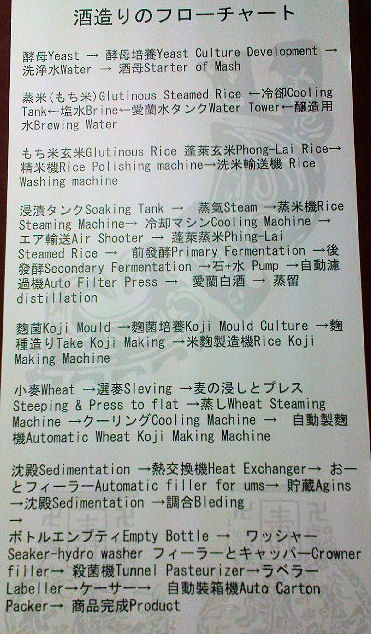 酒造りのフローチャート
酵母Yeast → 酵母培養Yeast Culture Development →
洗浄水Water → 酒母Starter of Mash
蒸米(もち米)Glutinous Steamed Rice ←冷卻Cooling
Tank←塩水Brine←愛蘭水タンクWater Tower←醸造用
水Brewing Water
もち米玄米Glutinous Rice 蓬萊玄米Phong-Lai Rice→
精米機Rice Polishing machine→洗米輸送機 Rice
Washing machine
浸漬タンクSoaking Tank → 蒸氣Steam →蒸米機Rice
Steaming Machine→ 冷却マシンCooling Machine →
エア輸送Air Shooter → 蓬萊蒸米Phing-Lai
Steamed Rice → 前發酵Primary Fermentation →後
發酵Secondary Fermentation →石+水 Pump →自動濾
過機Auto Filter Press → 愛蘭白酒 → 蒸留
distillation
麴菌Koji Mould →麴菌培養Koji Mould Culture →麴
種造りTake Koji Making →米麴製造機Rice Koji
Making Machine
小麥Wheat →選麥Sleving →麦の浸しとプレス
Steeping & Press to flat →蒸しWheat Steaming
Machine →クーリングCooling Machine → 自動製麴
機Automatic Wheat Koji Making Machine
沈殿Sedimentation →熱交換機Heat Exchanger→ おー
とフィーラーAutomatic filler for ums→ 貯蔵Agins
→沈殿Sedimentation →調合Bleding
→
ボトルエンプティEmpty Bottle → ワッシャー
Seaker-hydro washer フィーラーとキャッパーCrowner
filler→ 殺菌機Tunnel Pasteurizer→ラベラー
Labeller→ケーサー→ 自動裝箱機Auto Carton
Packer→ 商品完成Product